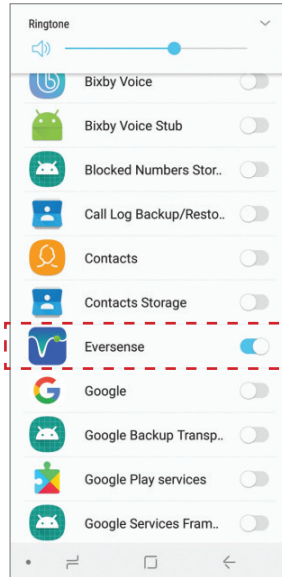 Ringtone
Bixby Voice
Bixby Voice Stub
Blocked Numbers Stor..
Call Log Backup/Resto..
Contacts
Contacts Storage
Eversense
Google
Google Backup Transp..
Google Play services
Google Services Fram..